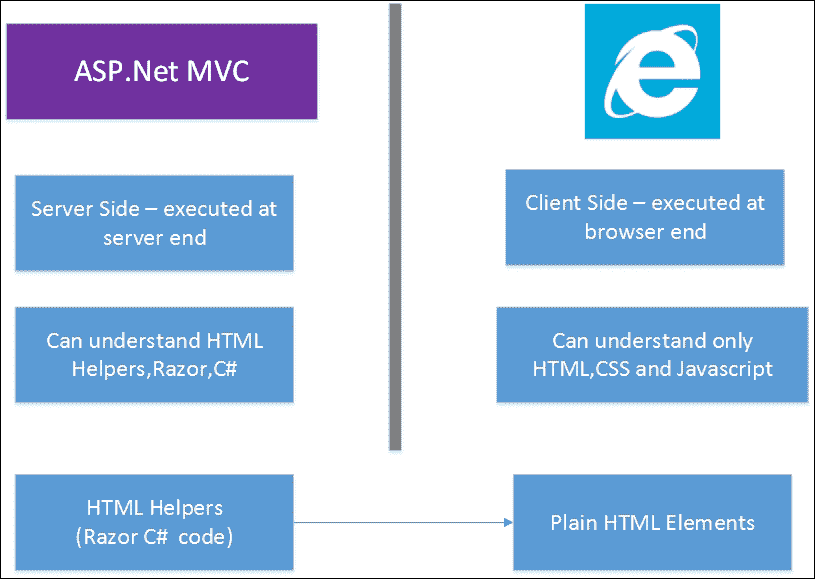 ASP.Net MVC
Server Side – executed at
server end
Client Side – executed at
browser end
Can understand HTML
Helpers,Razor,C#
Can understand only
HTML,CSS and Javascript
HTML Helpers
(Razor C# code)
Plain HTML Elements